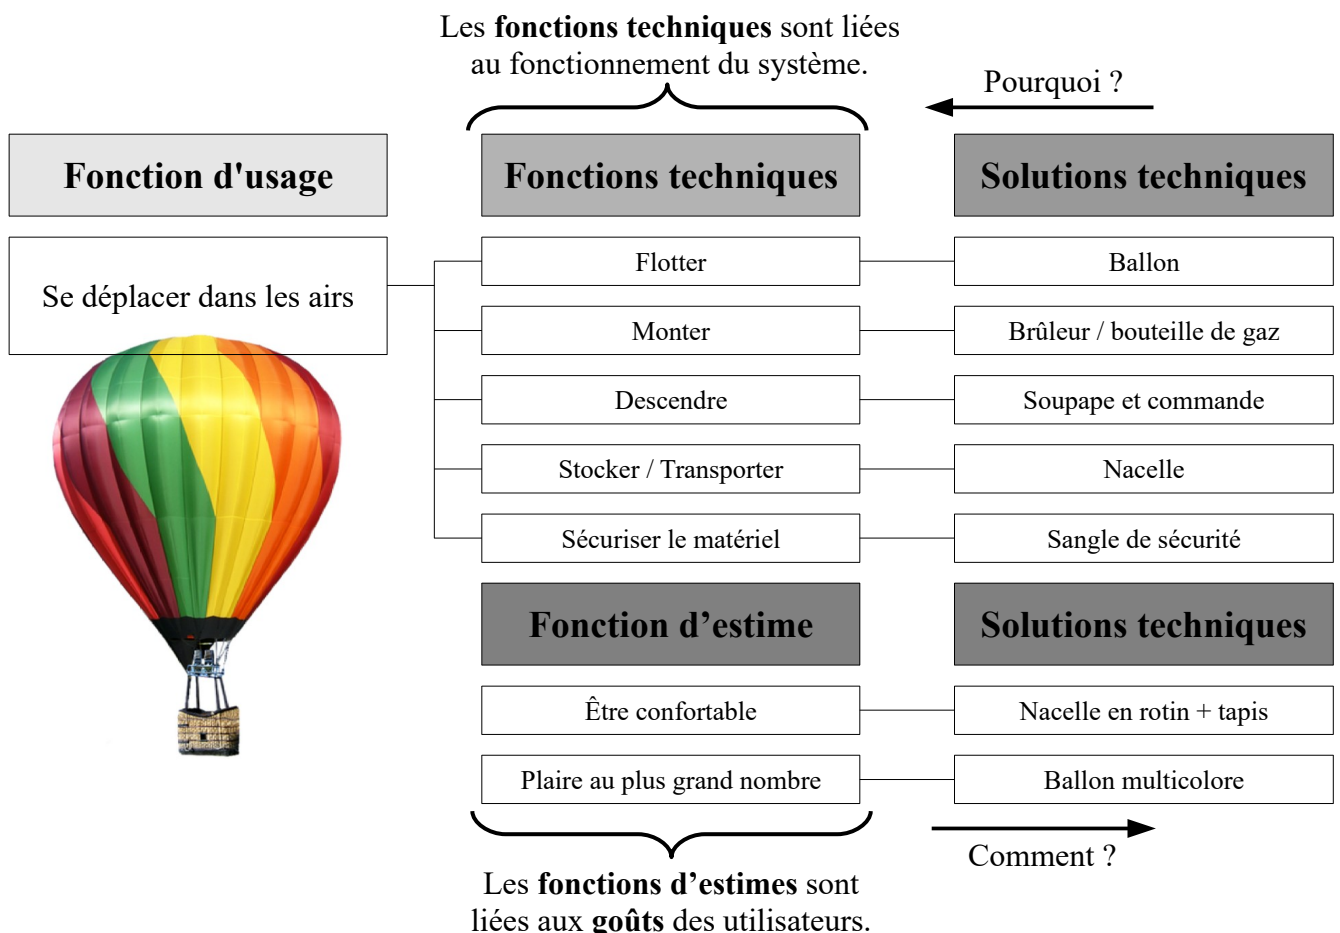 Les fonctions techniques sont liées
au fonctionnement du système.
Pourquoi ?
Fonction d'usage
Fonctions techniques
Solutions techniques
Se déplacer dans les airs
Flotter
Ballon
Monter
Brûleur / bouteille de gaz
Descendre
Soupape et commande
Stocker / Transporter
Nacelle
Sécuriser le matériel
Sangle de sécurité
Fonction d’estime
Solutions techniques
Être confortable
Nacelle en rotin + tapis
Plaire au plus grand nombre
Ballon multicolore
Comment ?
Les fonctions d’estimes sont
liées aux goûts des utilisateurs.